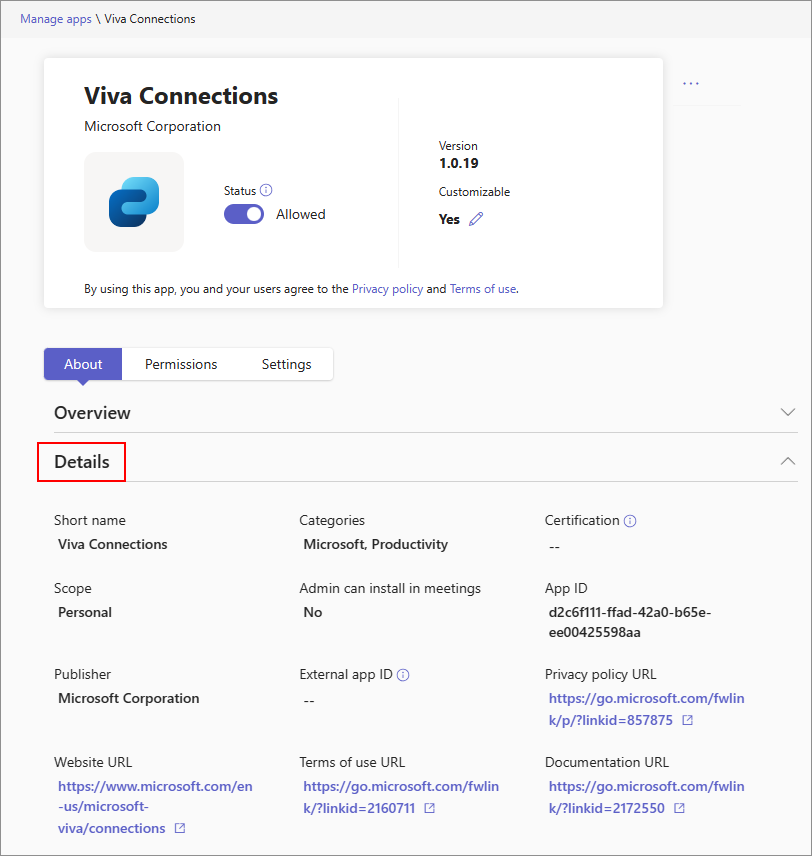 Manage apps \ Viva Connections
Viva Connections
Microsoft Corporation
Status
Allowed
Version
1.0.19
Customizable
Yes
By using this app, you and your users agree to the Privacy policy and Terms of use.
About
Permissions
Settings
Overview
Details
Short name
Viva Connections
Categories
Microsoft, Productivity
Certification
--
Scope
Personal
Admin can install in meetings
No
App ID
d2c6f111-ffad-42a0-b65e-
ee00425598aa
Publisher
Microsoft Corporation
External app ID
--
Privacy policy URL
https://go.microsoft.com/fwlin
k/p/?linkid=857875
Website URL
https://www.microsoft.com/en
-us/microsoft-
viva/connections
Terms of use URL
https://go.microsoft.com/fwlin
k/?linkid=2160711
Documentation URL
https://go.microsoft.com/fwlin
k/?linkid=2172550